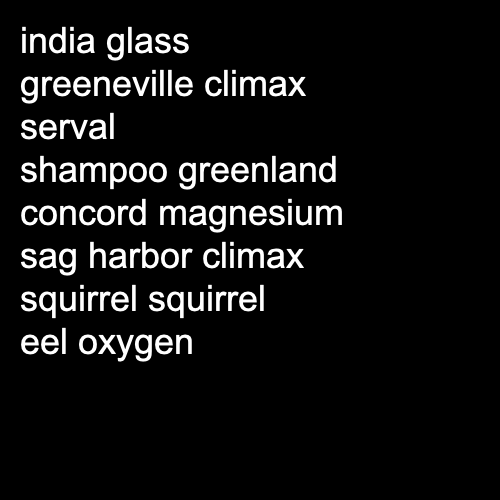 india glass
greeneville climax
serval
shampoo greenland
concord magnesium
sag harbor climax
squirrel squirrel
eel oxygen